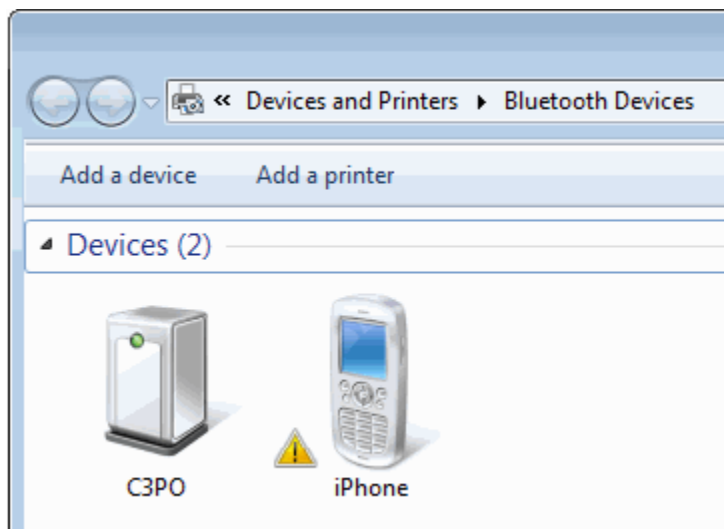 « Devices and Printers ▸ Bluetooth Devices
Add a device Add a printer
Devices (2)
C3PO iPhone